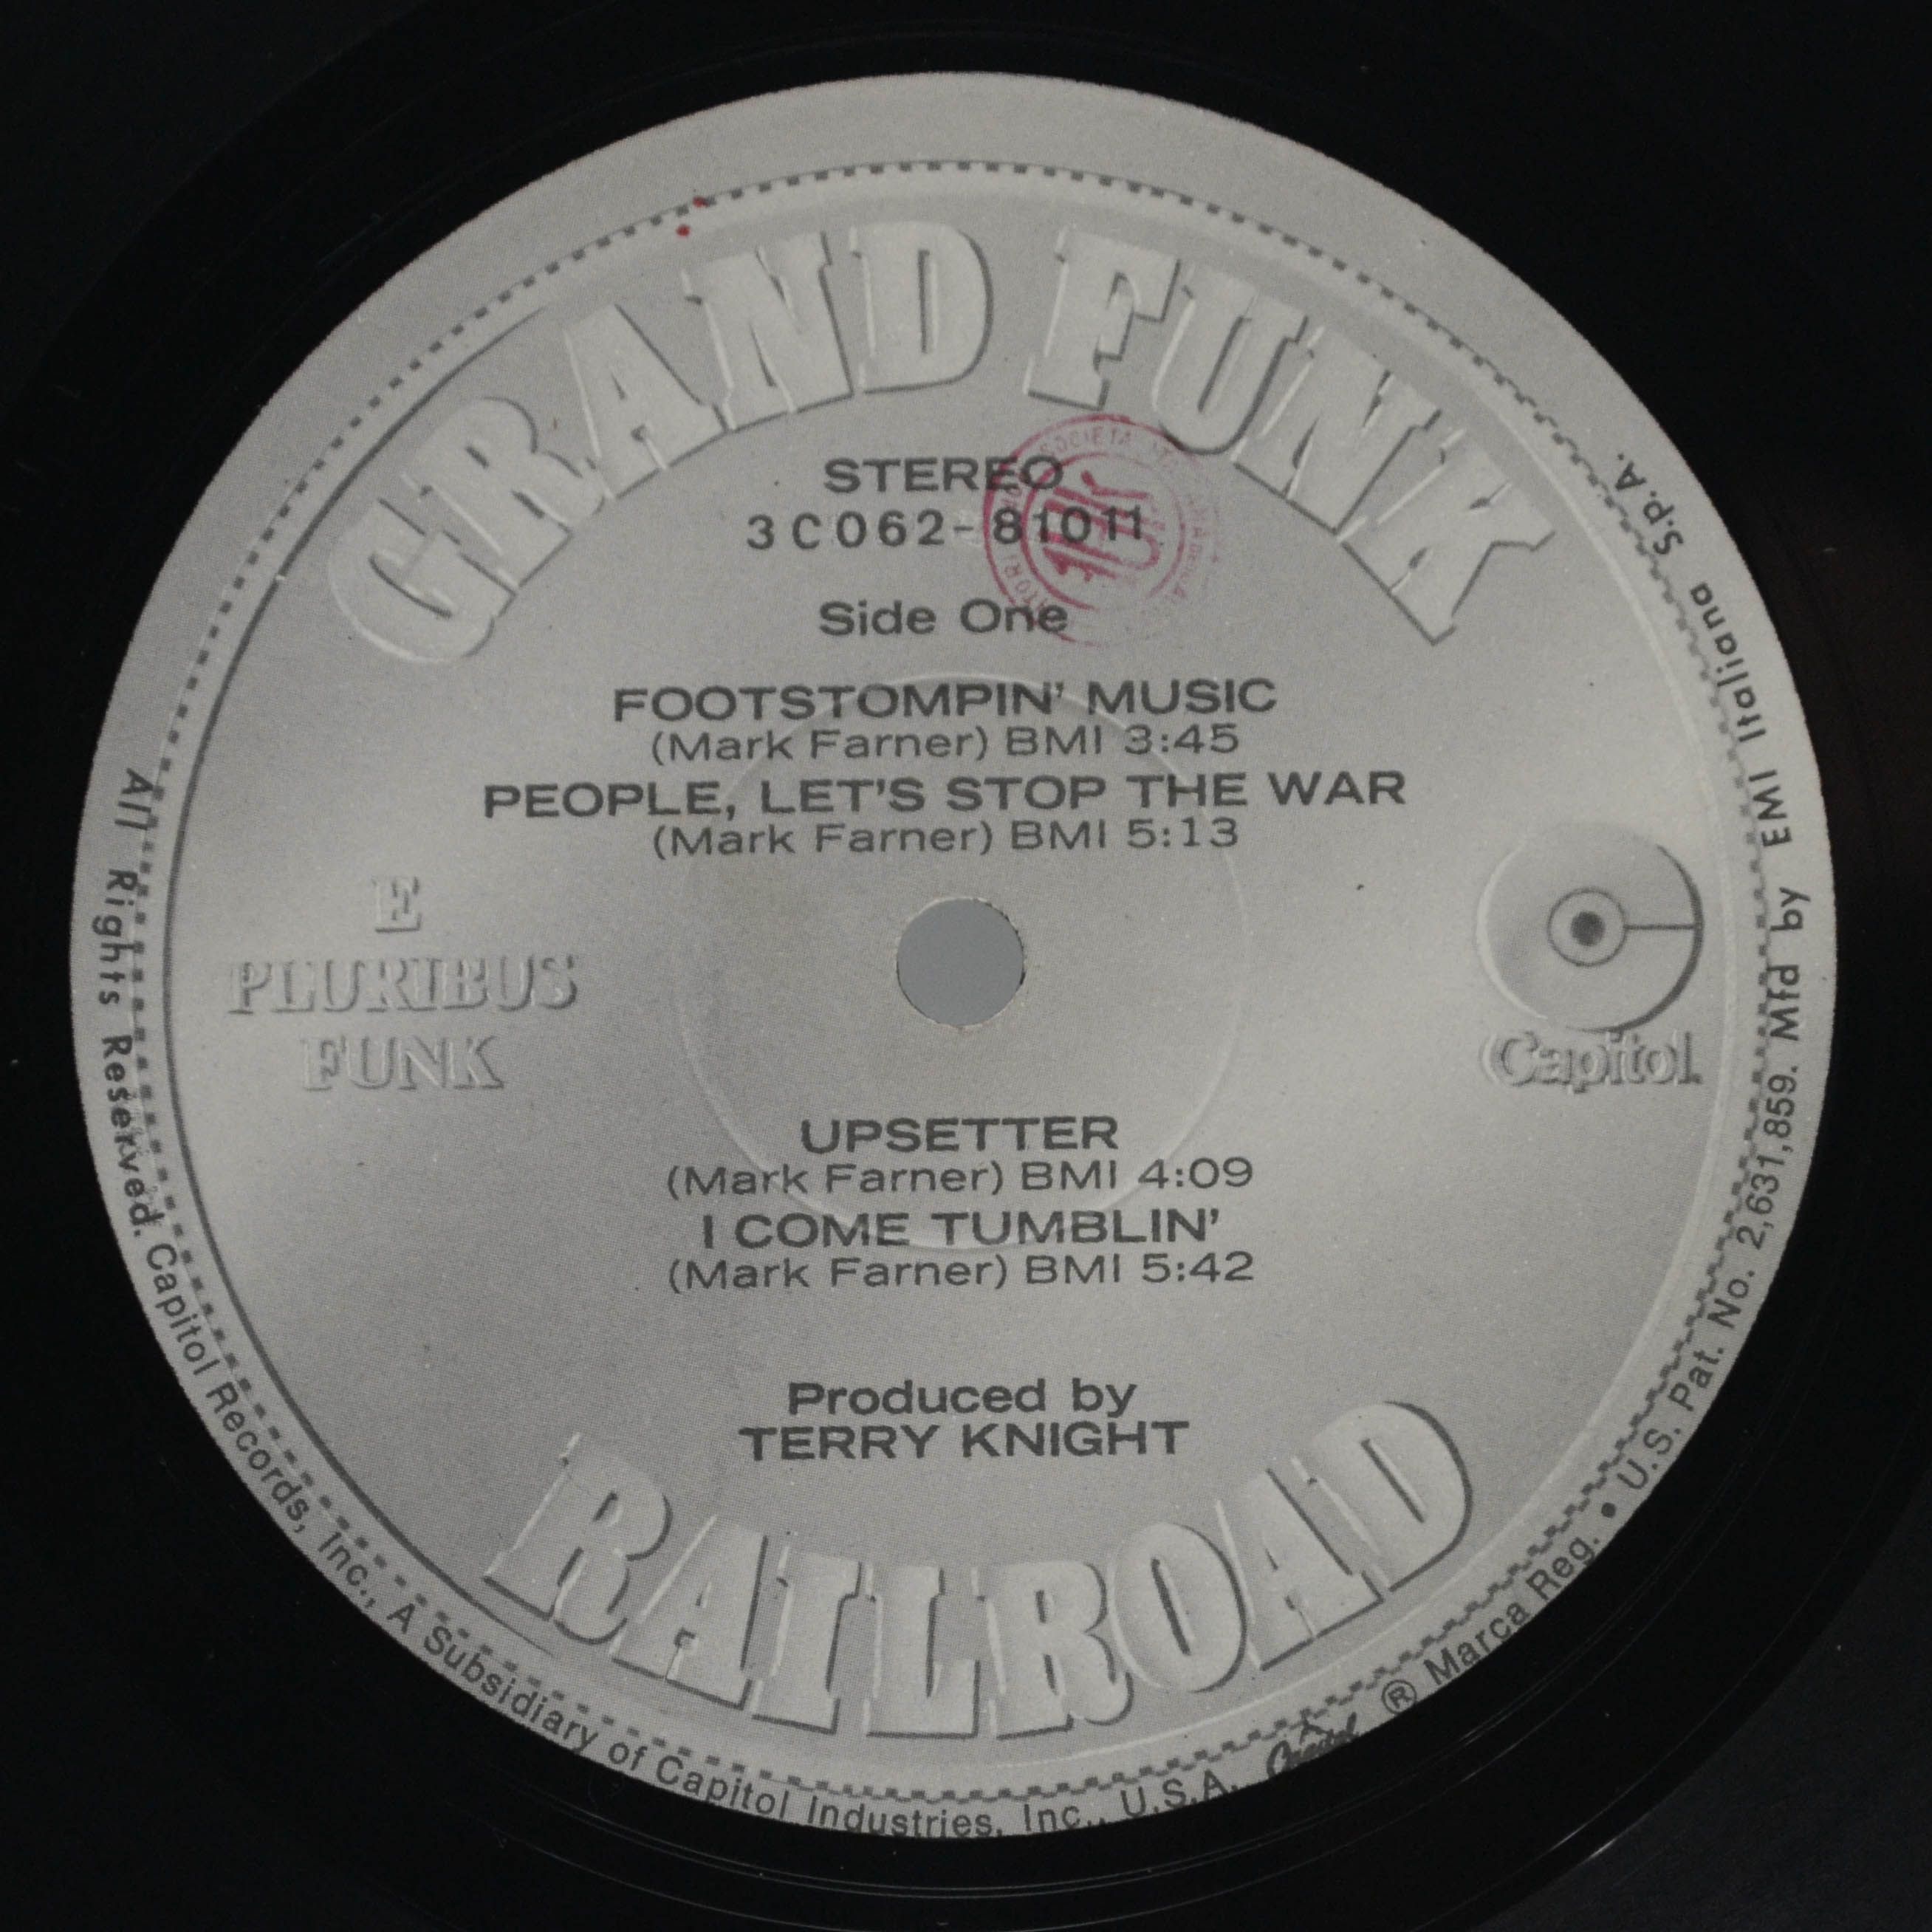 GRAND FUNK
STEREO
3C062-81011
Side One
FOOTSTOMPIN' MUSIC
(Mark Farner) BMI 3:45
PEOPLE, LET'S STOP THE WAR
(Mark Farner) BMI 5:13
E
PLURIBUS
FUNK
Capitol
UPSETTER
(Mark Farner) BMI 4:09
I COME TUMBLIN'
(Mark Farner) BMI 5:42
Produced by
TERRY KNIGHT
RAILROAD
All Rights Reserved. Capitol Records, Inc., A Subsidiary of Capitol Industries, Inc., U.S.A. Capitol ® Marca Reg. • U.S. Pat. No. 2,631,859. Mfd by EMI Italiana S.p.A.
SOCIETA